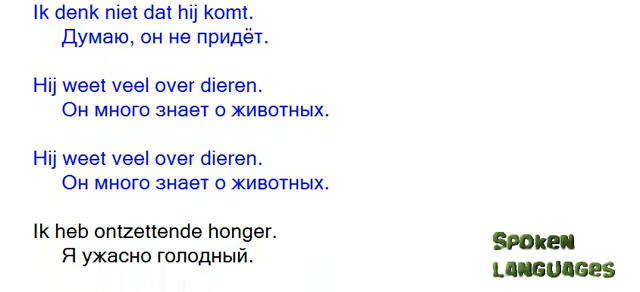 Ik denk niet dat hij komt.
Думаю, он не придёт.
Hij weet veel over dieren.
Он много знает о животных.
Hij weet veel over dieren.
Он много знает о животных.
Ik heb ontzettende honger.
Я ужасно голодный.
Spoken
Languages